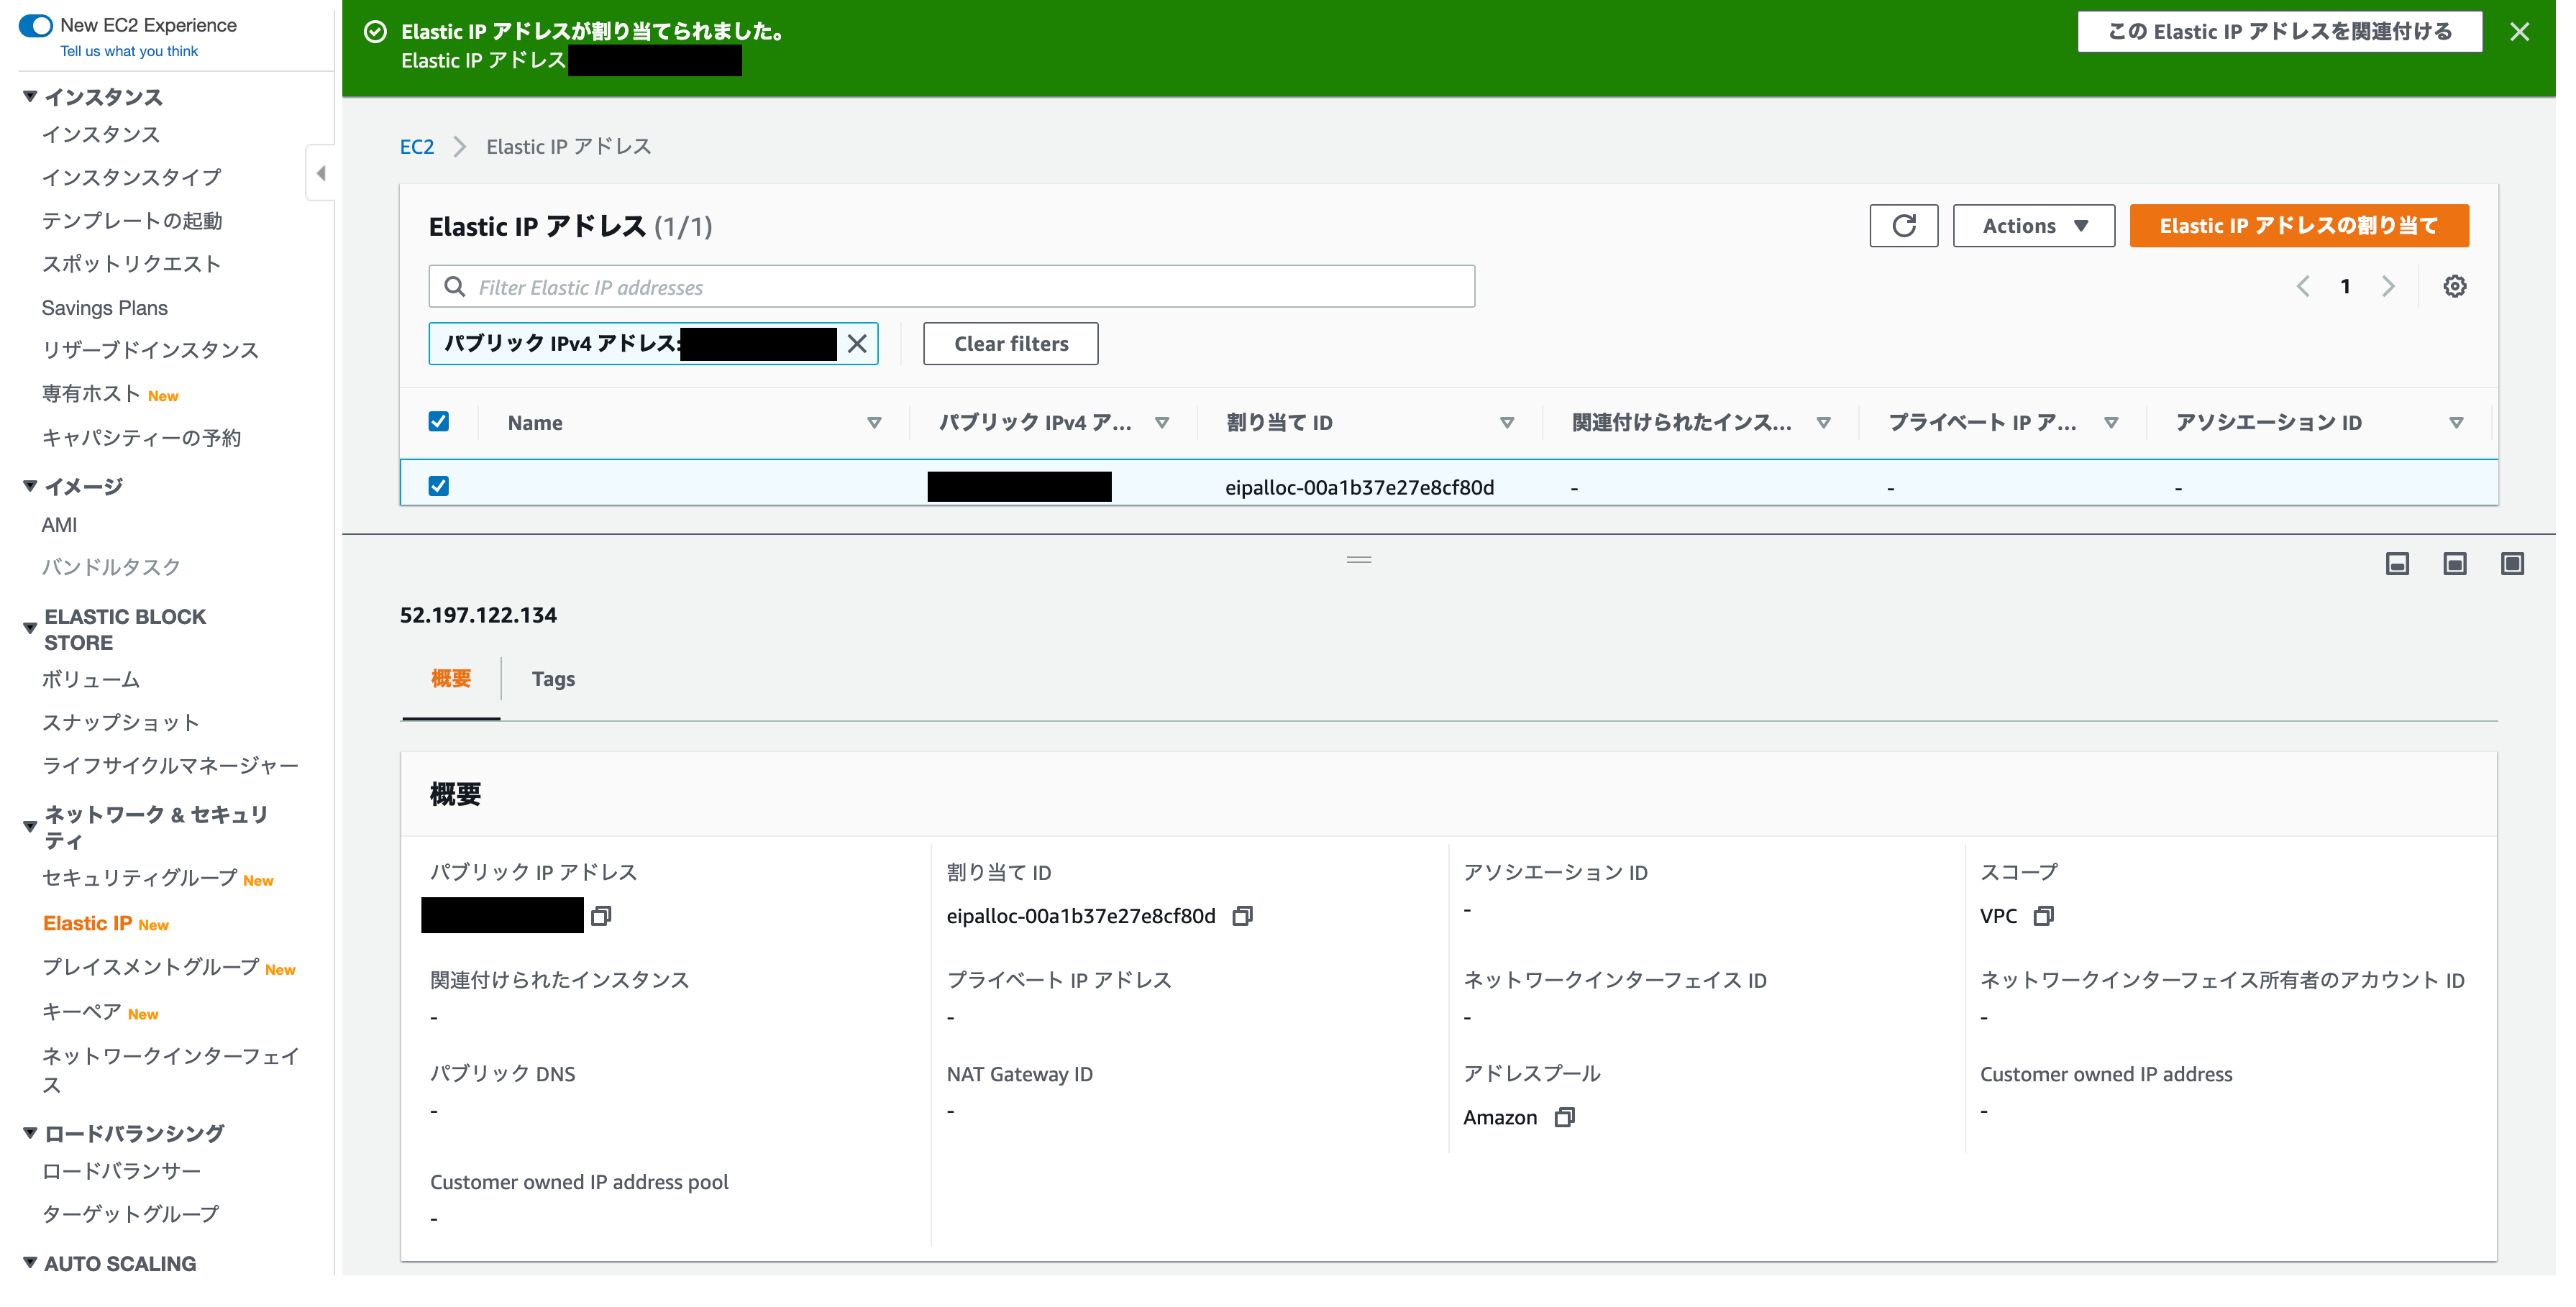 New EC2 Experience
Tell us what you think
インスタンス
インスタンス
インスタンスタイプ
テンプレートの起動
スポットリクエスト
Savings Plans
リザーブドインスタンス
専有ホスト New
キャパシティーの予約
イメージ
AMI
バンドルタスク
ELASTIC BLOCK
STORE
ボリューム
スナップショット
ライフサイクルマネージャー
ネットワーク & セキュリ
ティ
セキュリティグループ New
Elastic IP New
プレイスメントグループ New
キーペア New
ネットワークインターフェイ
ス
ロードバランシング
ロードバランサー
ターゲットグループ
AUTO SCALING
Elastic IP アドレスが割り当てられました。
Elastic IP アドレス
この Elastic IP アドレスを関連付ける
EC2 Elastic IP アドレス
Elastic IP アドレス (1/1)
Actions
Elastic IP アドレスの割り当て
Filter Elastic IP addresses
1
パブリック IPv4 アドレス:
Clear filters
Name パブリック IPv4 ア... 割り当て ID 関連付けられたインス... プライベート IP ア... アソシエーション ID
eipalloc-00a1b37e27e8cf80d - - -
52.197.122.134
概要 Tags
概要
パブリック IP アドレス 割り当て ID アソシエーション ID スコープ
eipalloc-00a1b37e27e8cf80d - VPC
関連付けられたインスタンス プライベート IP アドレス ネットワークインターフェイス ID ネットワークインターフェイス所有者のアカウント ID
- - - -
パブリック DNS NAT Gateway ID アドレスプール Customer owned IP address
- - Amazon -
Customer owned IP address pool
-